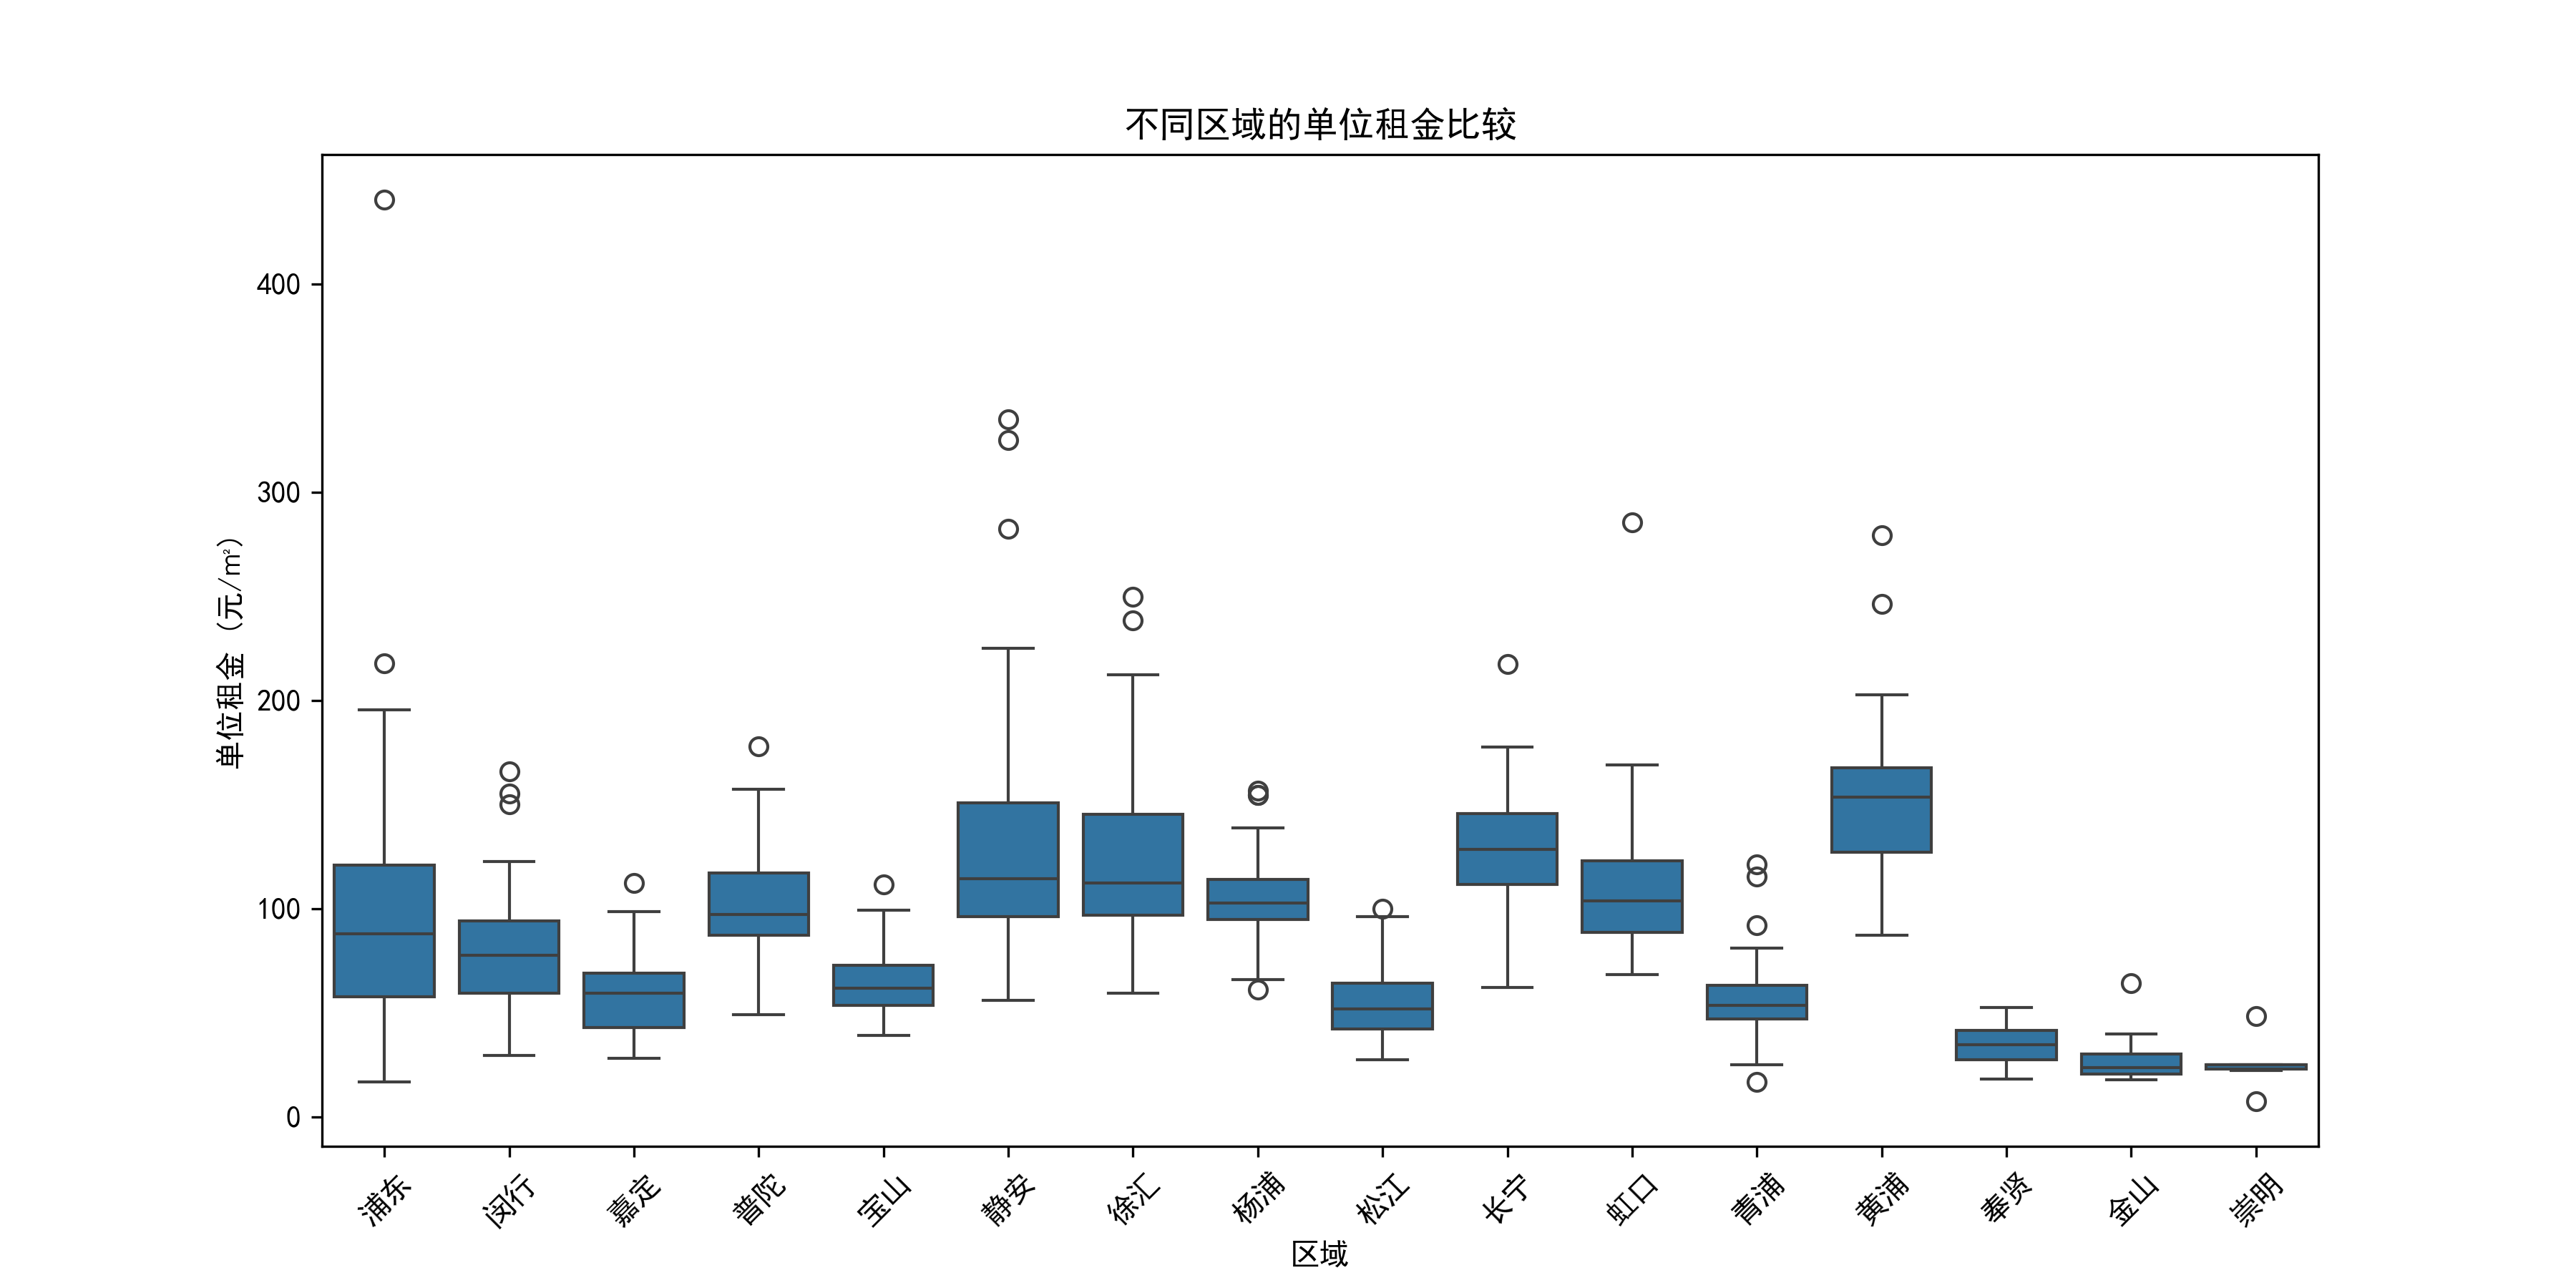 不同区域的单位租金比较
单位租金（元/㎡）
400
300
200
100
0
浦东
闵行
嘉定
普陀
宝山
静安
徐汇
杨浦
松江
长宁
虹口
青浦
黄浦
奉贤
金山
崇明
区域